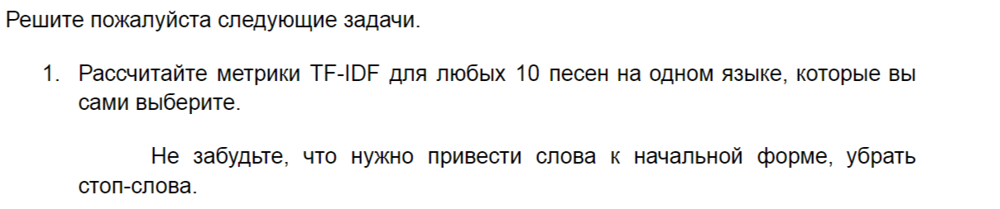 Решите пожалуйста следующие задачи.
1. Рассчитайте метрики TF-IDF для любых 10 песен на одном языке, которые вы
сами выберите.
Не забудьте, что нужно привести слова к начальной форме, убрать
стоп-слова.